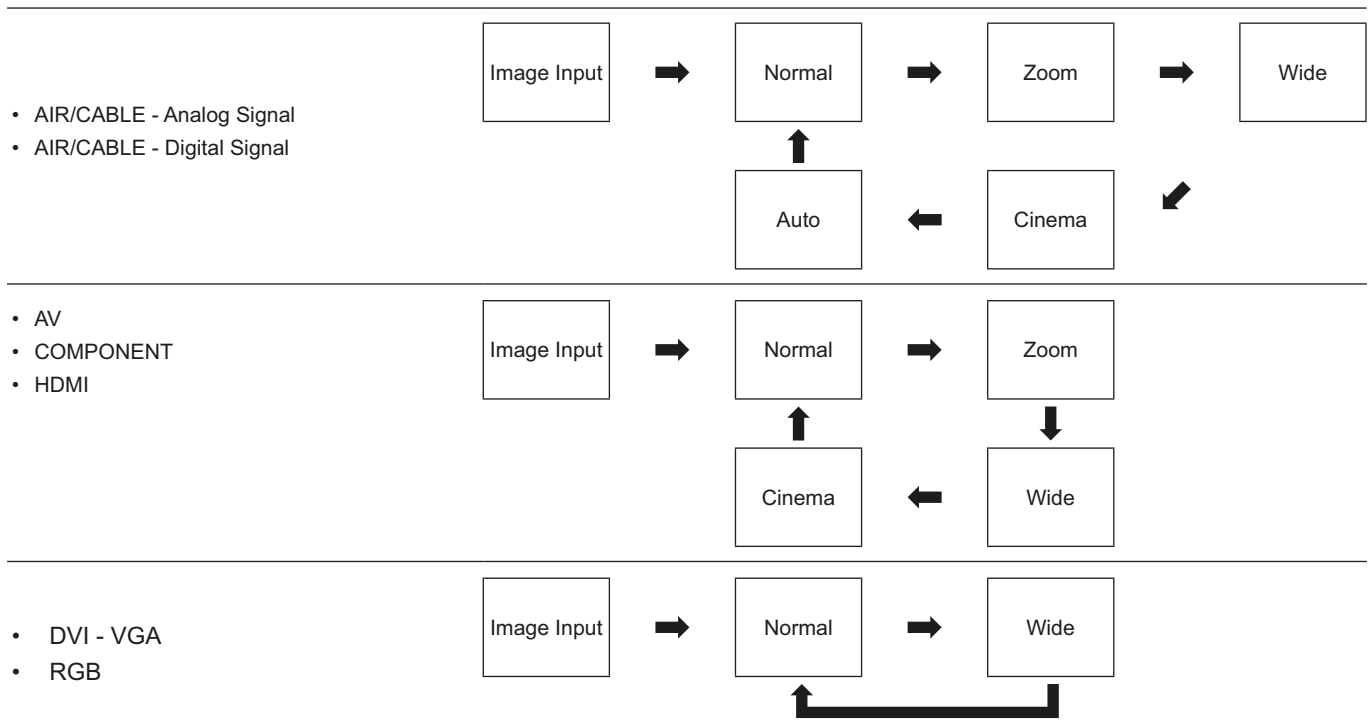 Image Input
Normal
Zoom
Wide
• AIR/CABLE - Analog Signal
• AIR/CABLE - Digital Signal
Auto
Cinema
• AV
• COMPONENT
• HDMI
Image Input
Normal
Zoom
Cinema
Wide
• DVI - VGA
• RGB
Image Input
Normal
Wide